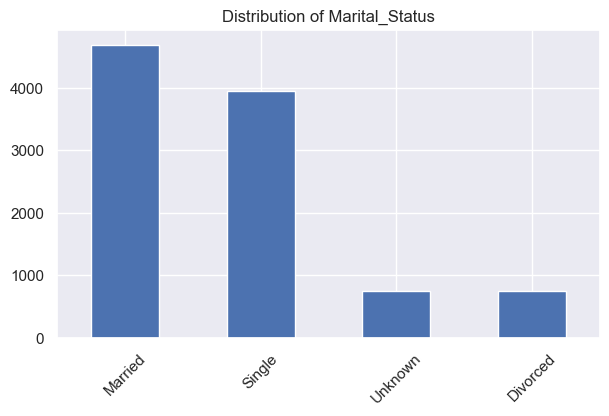 Distribution of Marital_Status
4000
3000
2000
1000
0
Married
Single
Unknown
Divorced